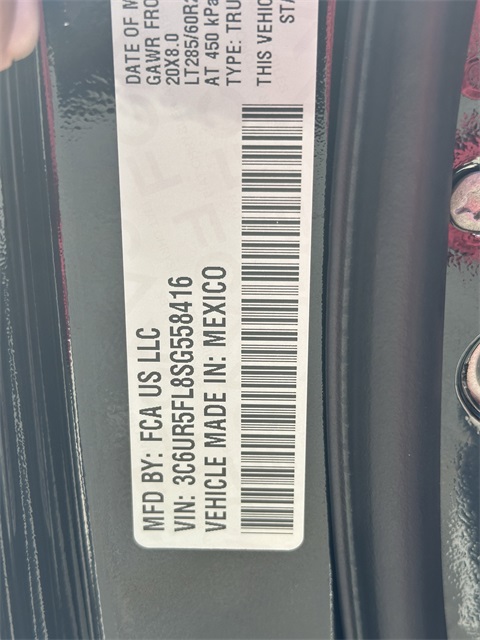 MFD BY: FCA US LLC
DATE OF M
VIN: 3C6UR5FL8SG558416
GAWR FRO
VEHICLE MADE IN: MEXICO
20X8.0
LT285/60R2
AT 450 kPa
TYPE: TRU
THIS VEHIC
STA